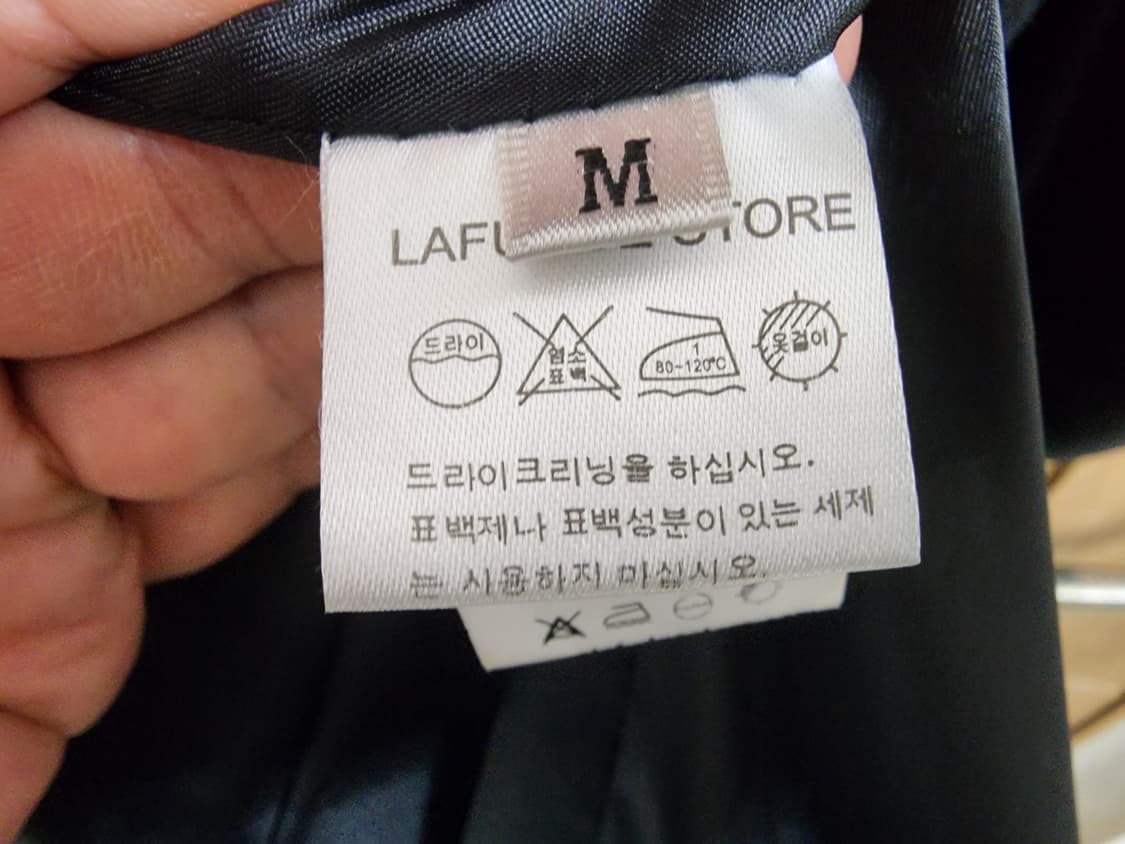 M
LAFU
TORE
드라이
염소
표백
1
80~120℃
옷걸이
드라이크리닝을 하십시오.
표백제나 표백성분이 있는 세제
는 사용하지 마십시오.